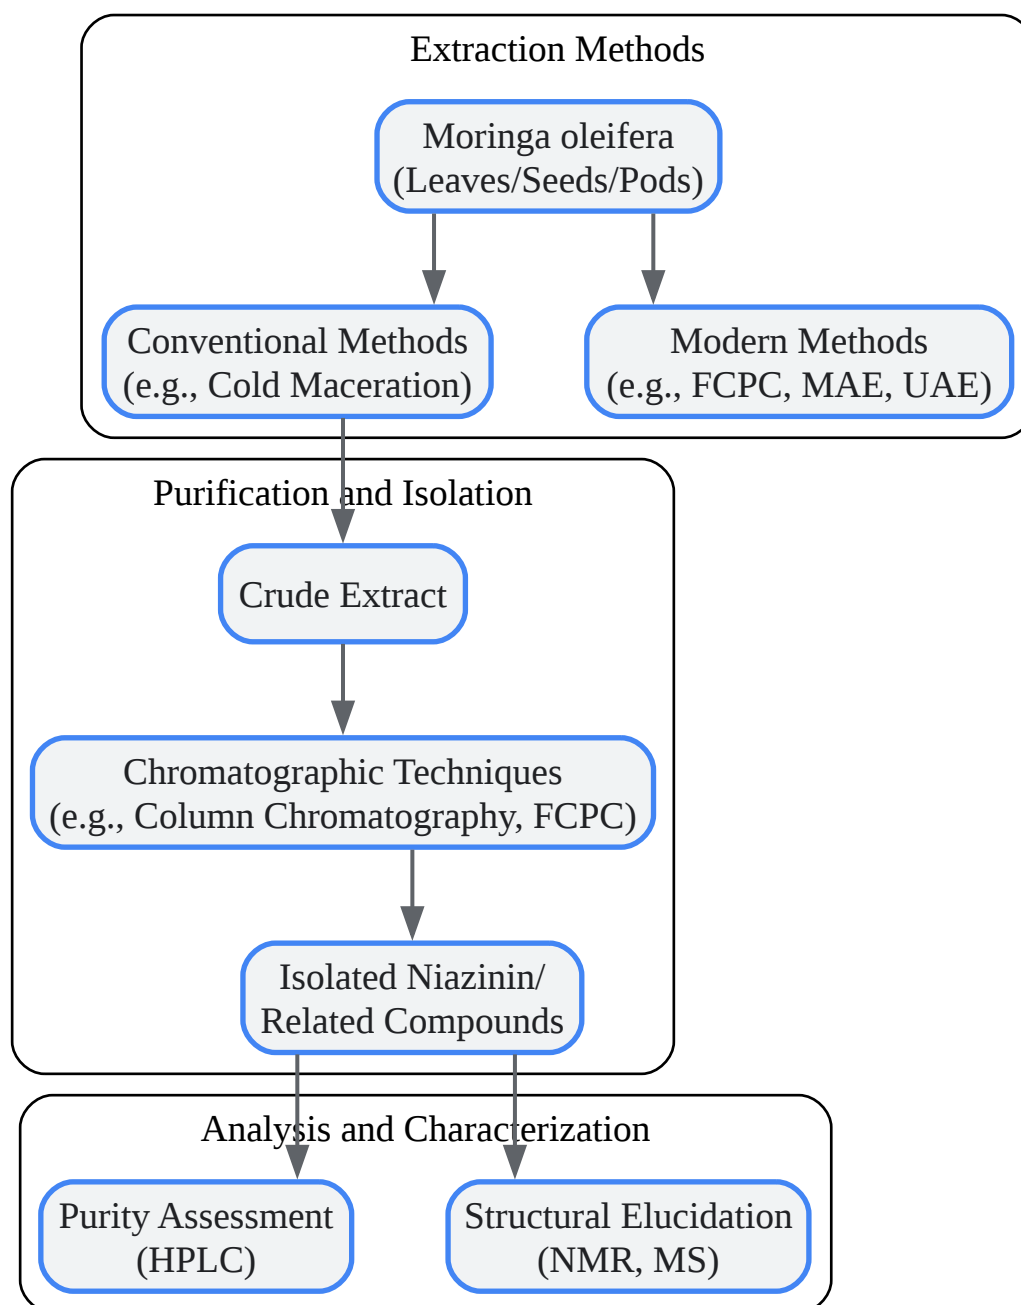 Extraction Methods
Moringa oleifera
(Leaves/Seeds/Pods)
Conventional Methods
(e.g., Cold Maceration)
Modern Methods
(e.g., FCPC, MAE, UAE)
Purification and Isolation
Crude Extract
Chromatographic Techniques
(e.g., Column Chromatography, FCPC)
Isolated Niazinin/
Related Compounds
Analysis and Characterization
Purity Assessment
(HPLC)
Structural Elucidation
(NMR, MS)